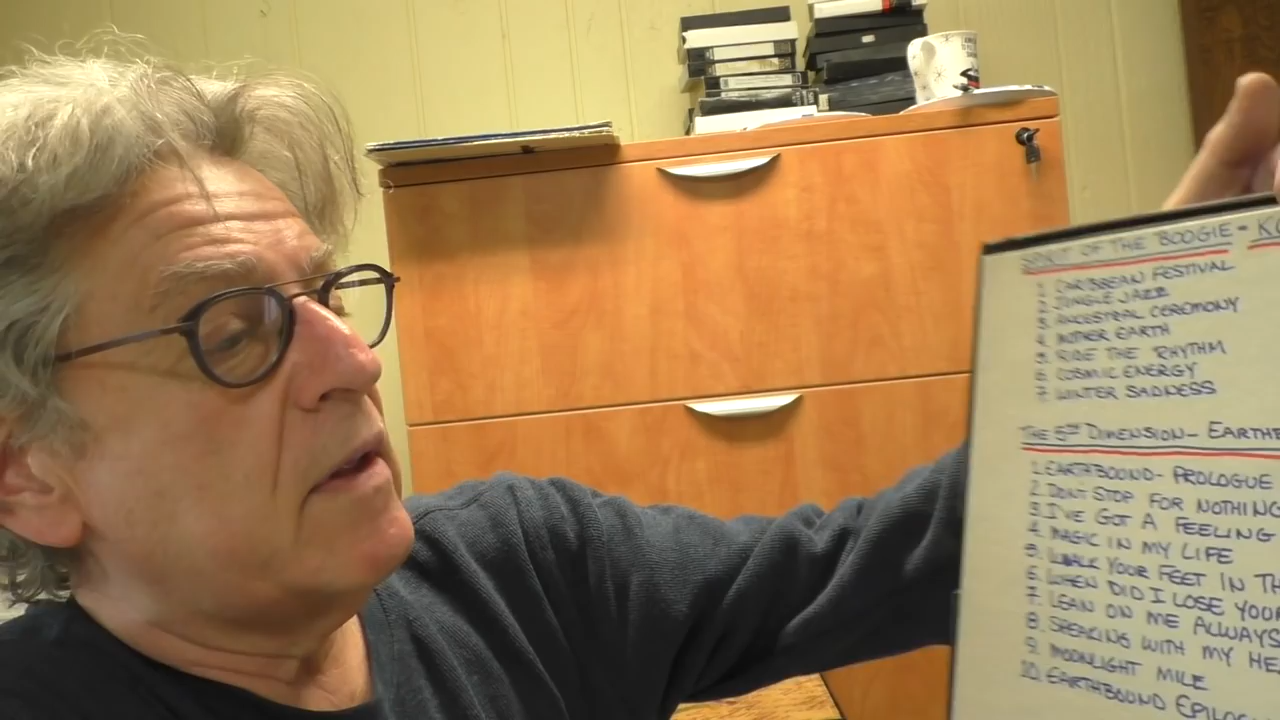 SPIRIT OF THE BOOGIE - KO
1. CARIBBEAN FESTIVAL
2. JUNGLE JAZZ
3. ANCESTRAL CEREMONY
4. MOTHER EARTH
5. RIDE THE RHYTHM
6. COSMIC ENERGY
7. WINTER SADNESS
THE 5TH DIMENSION - EARTHB
1. EARTHBOUND - PROLOGUE
2. DON'T STOP FOR NOTHING
3. I'VE GOT A FEELING
4. MAGIC IN MY LIFE
5. WALK YOUR FEET IN TH
6. WHEN DID I LOSE YOUR
7. LEAN ON ME ALWAYS
8. SPEAKING WITH MY HEA
9. MOONLIGHT MILE
10. EARTHBOUND EPILOGU